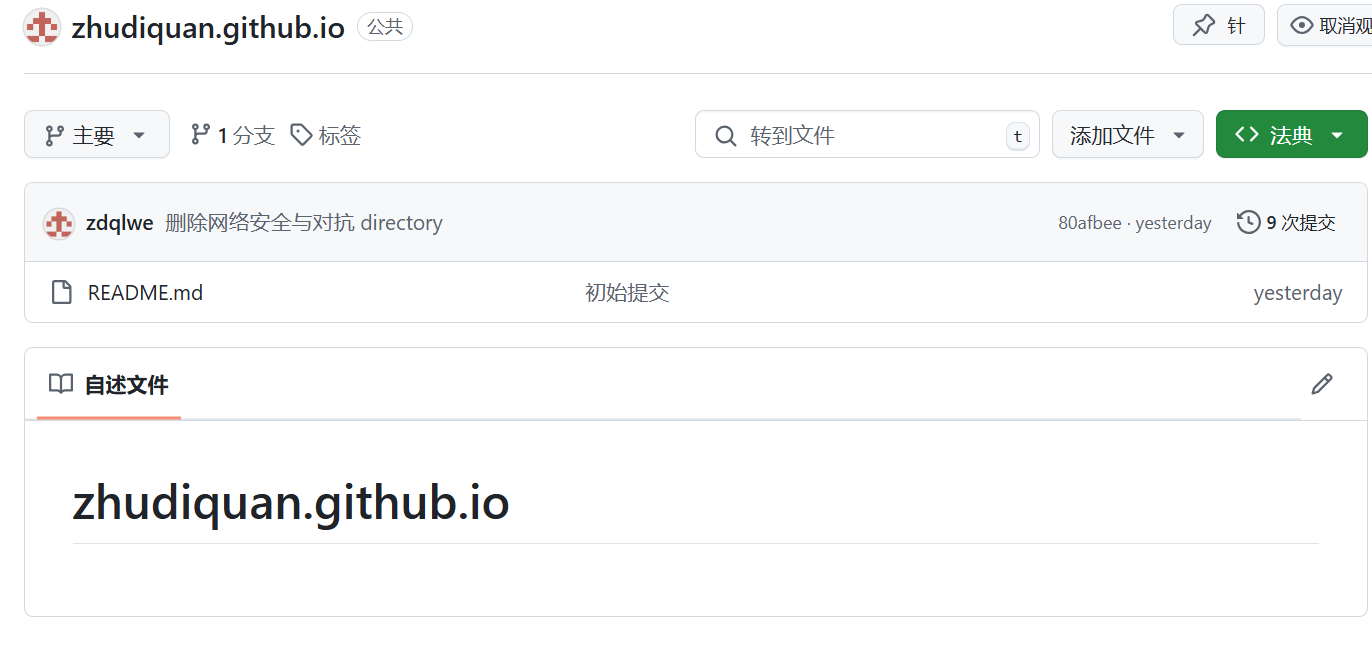 zhudiquan.github.io 公共 针 取消观
主要 1 分支 标签 转到文件 t 添加文件 法典
zdqlwe 删除网络安全与对抗 directory 80afbee · yesterday 9 次提交
README.md 初始提交 yesterday
自述文件
zhudiquan.github.io